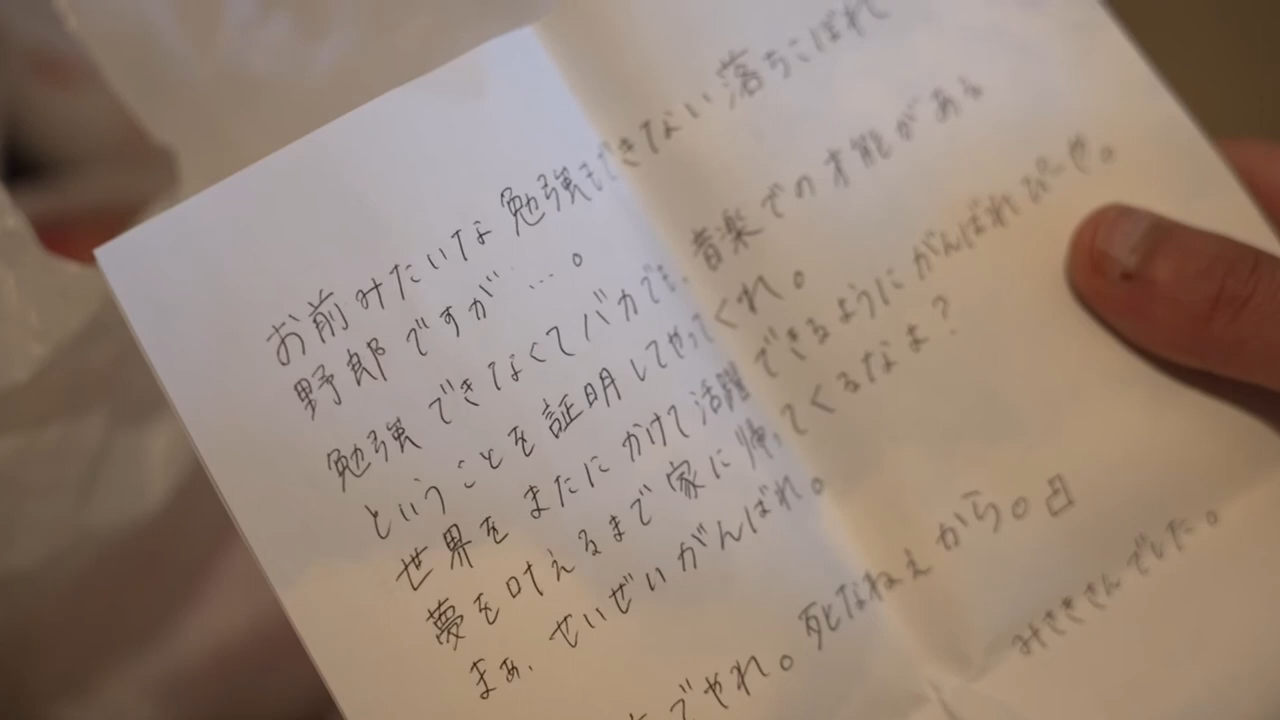 お前みたいな勉強もできない落ちこぼれ
野郎ですが…。
勉強できなくてバカでも、音楽での才能がある
ということを証明してやってくれ。
世界をまたにかけて活躍できるようにがんばれ
夢を叶えるまで家に帰ってくるなよ?
まぁ、せいぜいがんばれ。
でやれ。死なねぇから。
みさきさんでした。